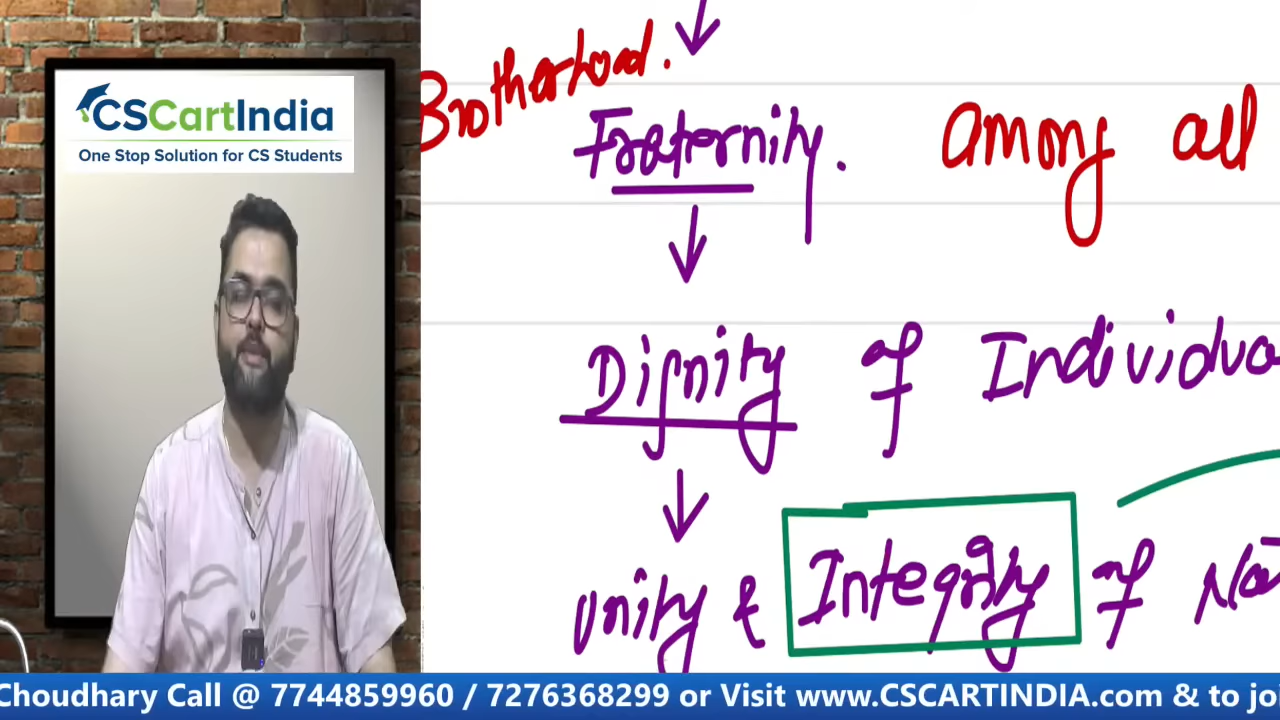 CSCartIndia
One Stop Solution for CS Students
Brotherhood.
Fraternity. Among all
Dignity of Individua
Unity & Integrity of Na
Choudhary Call @ 7744859960 / 7276368299 or Visit www.CSCARTINDIA.com & to jo